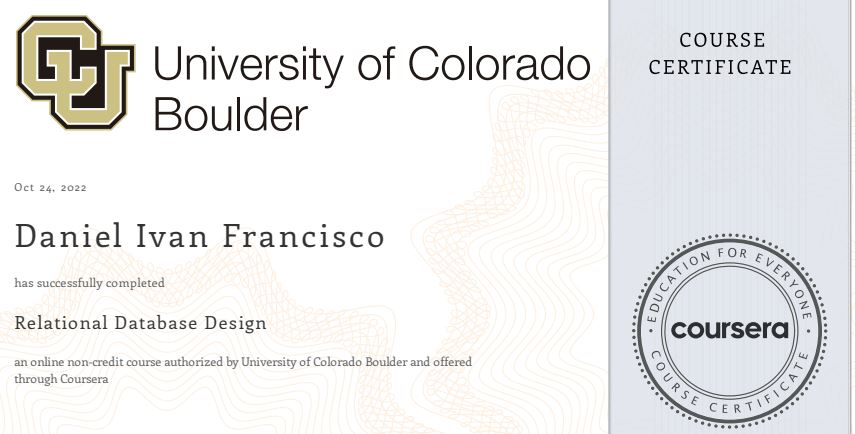 CU
University of Colorado
Boulder
COURSE
CERTIFICATE
Oct 24, 2022
Daniel Ivan Francisco
has successfully completed
Relational Database Design
an online non-credit course authorized by University of Colorado Boulder and offered
through Coursera
EDUCATION FOR EVERYONE
coursera
COURSE CERTIFICATE